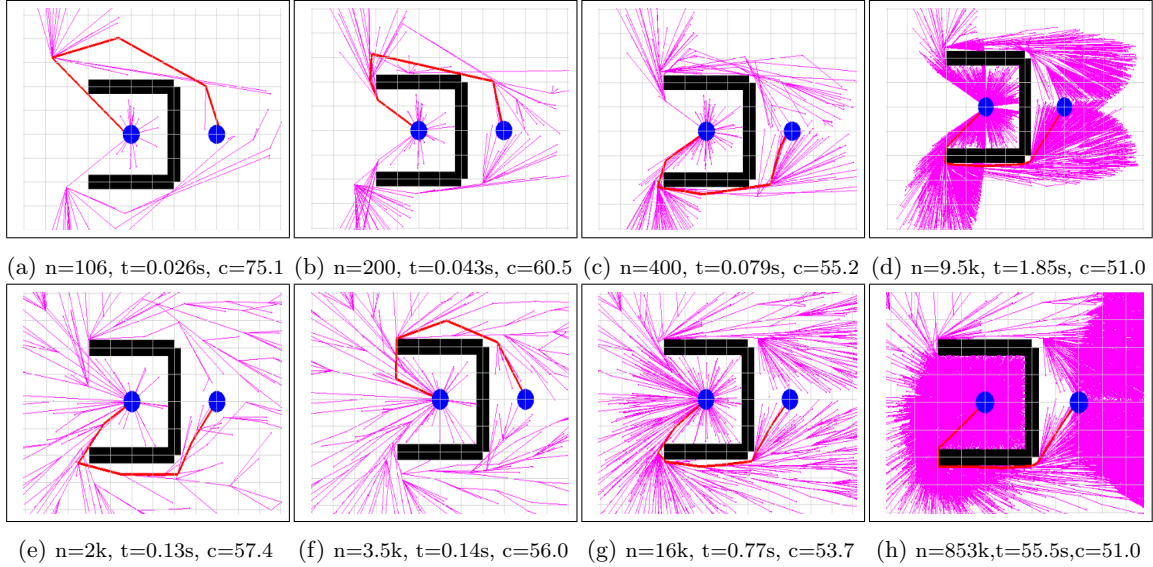 (a) n=106, t=0.026s, c=75.1 (b) n=200, t=0.043s, c=60.5 (c) n=400, t=0.079s, c=55.2 (d) n=9.5k, t=1.85s, c=51.0
(e) n=2k, t=0.13s, c=57.4 (f) n=3.5k, t=0.14s, c=56.0 (g) n=16k, t=0.77s, c=53.7 (h) n=853k,t=55.5s,c=51.0